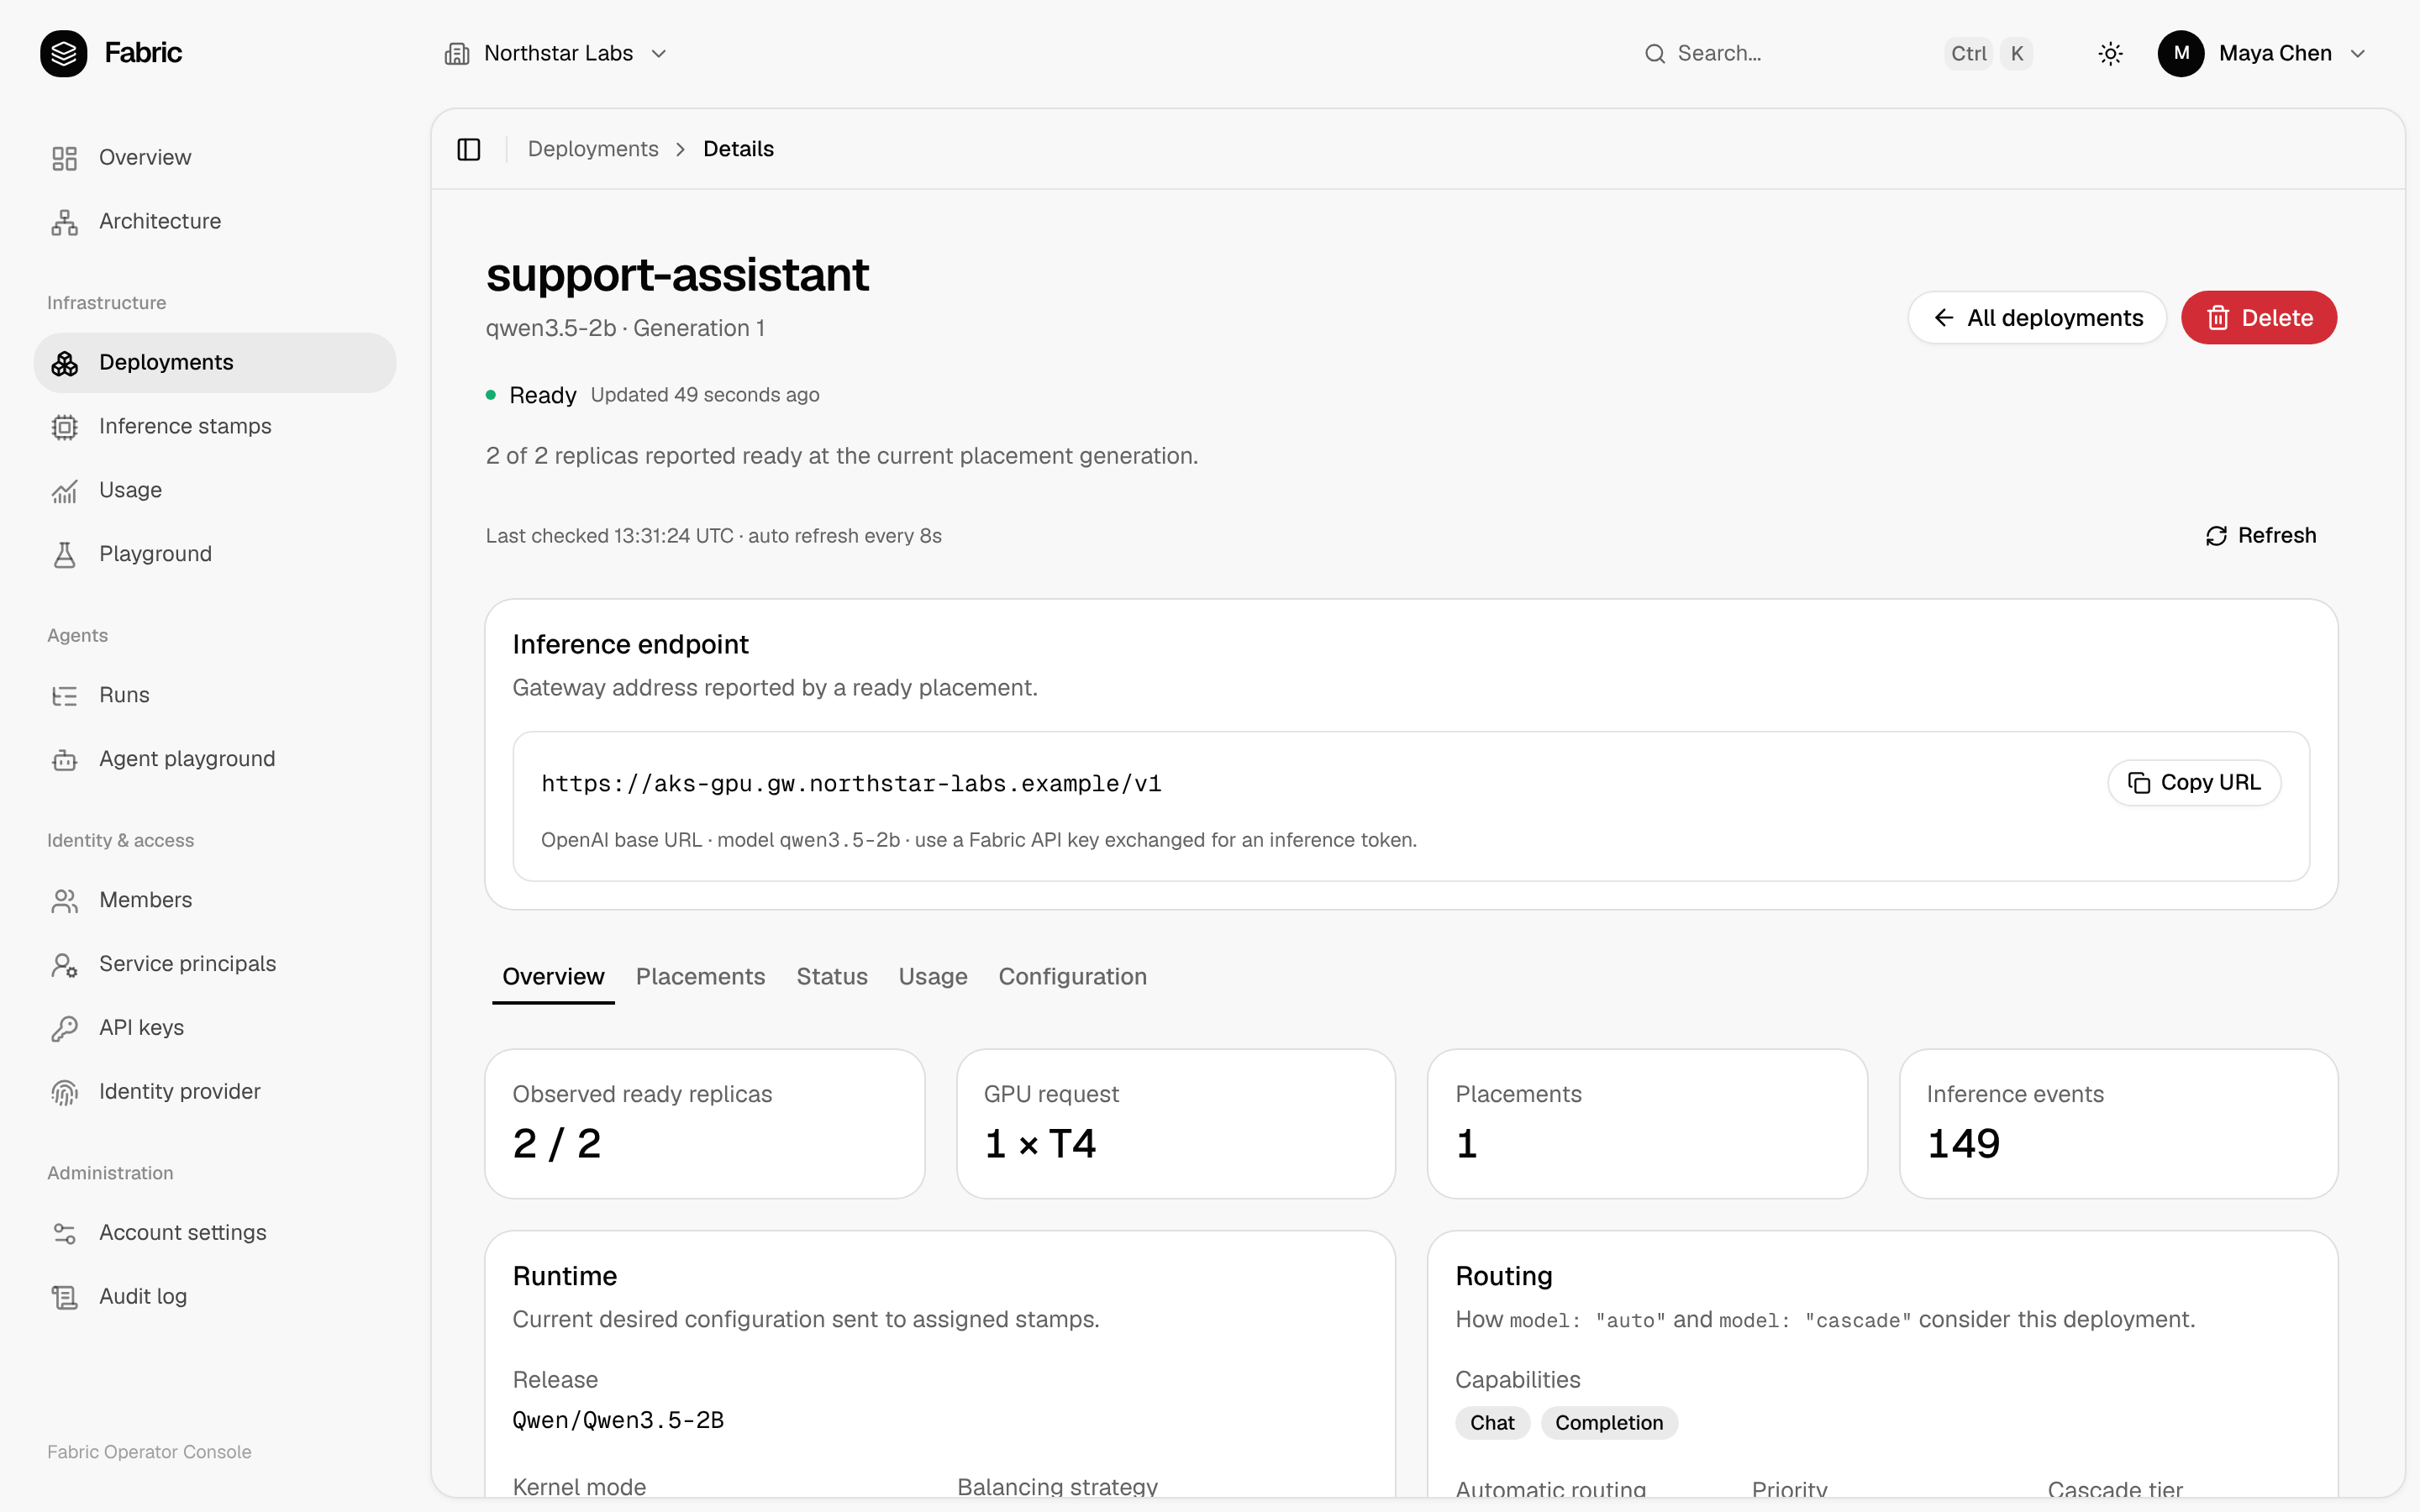 Fabric
Northstar Labs
Search...
Ctrl K
M
Maya Chen
Overview
Architecture
Infrastructure
Deployments
Inference stamps
Usage
Playground
Agents
Runs
Agent playground
Identity & access
Members
Service principals
API keys
Identity provider
Administration
Account settings
Audit log
Fabric Operator Console
Deployments > Details
support-assistant
qwen3.5-2b · Generation 1
All deployments
Delete
Ready Updated 49 seconds ago
2 of 2 replicas reported ready at the current placement generation.
Last checked 13:31:24 UTC · auto refresh every 8s
Refresh
Inference endpoint
Gateway address reported by a ready placement.
https://aks-gpu.gw.northstar-labs.example/v1
Copy URL
OpenAI base URL · model qwen3.5-2b · use a Fabric API key exchanged for an inference token.
Overview Placements Status Usage Configuration
Observed ready replicas
2 / 2
GPU request
1 × T4
Placements
1
Inference events
149
Runtime
Current desired configuration sent to assigned stamps.
Release
Qwen/Qwen3.5-2B
Kernel mode
Balancing strategy
Routing
How model: "auto" and model: "cascade" consider this deployment.
Capabilities
Chat Completion
Automatic routing
Priority
Cascade tier